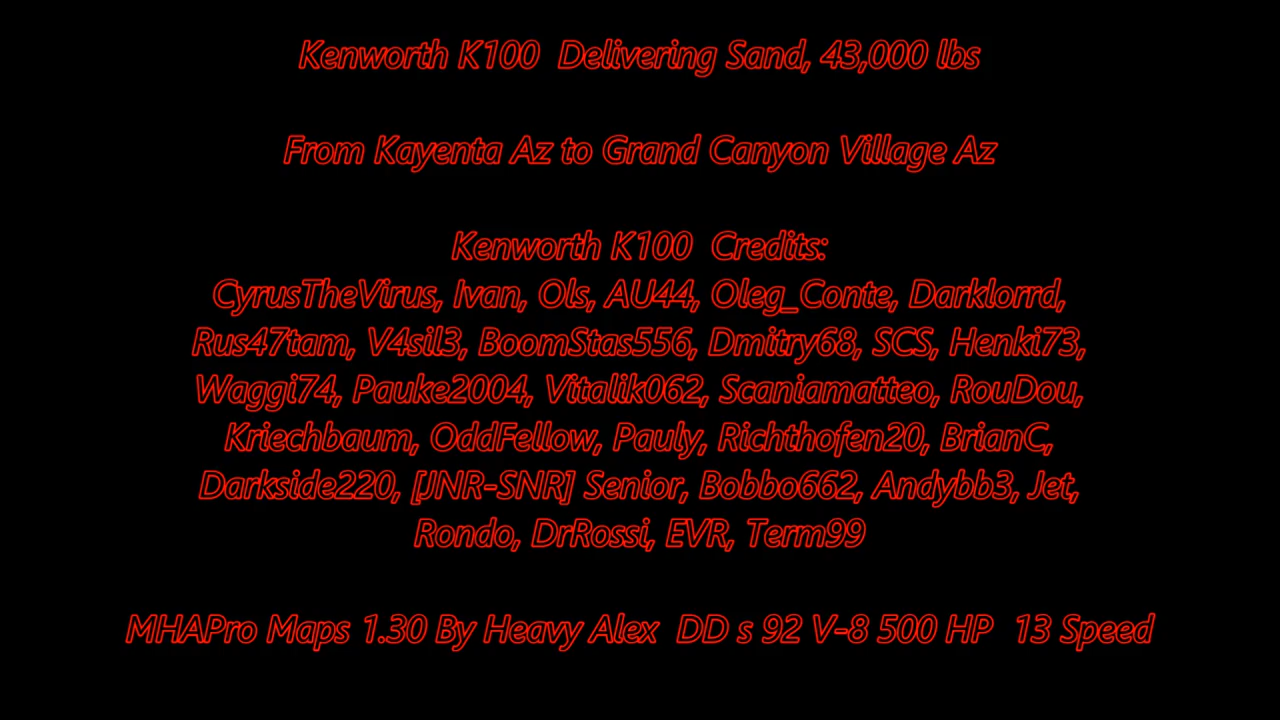 Kenworth K100  Delivering Sand, 43,000 lbs
From Kayenta Az to Grand Canyon Village Az
Kenworth K100  Credits:
CyrusTheVirus, Ivan, Ols, AU44, Oleg_Conte, Darklorrd,
Rus47tam, V4sil3, BoomStas556, Dmitry68, SCS, Henki73,
Waggi74, Pauke2004, Vitalik062, Scaniamatteo, RouDou,
Kriechbaum, OddFellow, Pauly, Richthofen20, BrianC,
Darkside220, [JNR-SNR] Senior, Bobbo662, Andybb3, Jet,
Rondo, DrRossi, EVR, Term99
MHAPro Maps 1.30 By Heavy Alex  DD s 92 V-8 500 HP  13 Speed